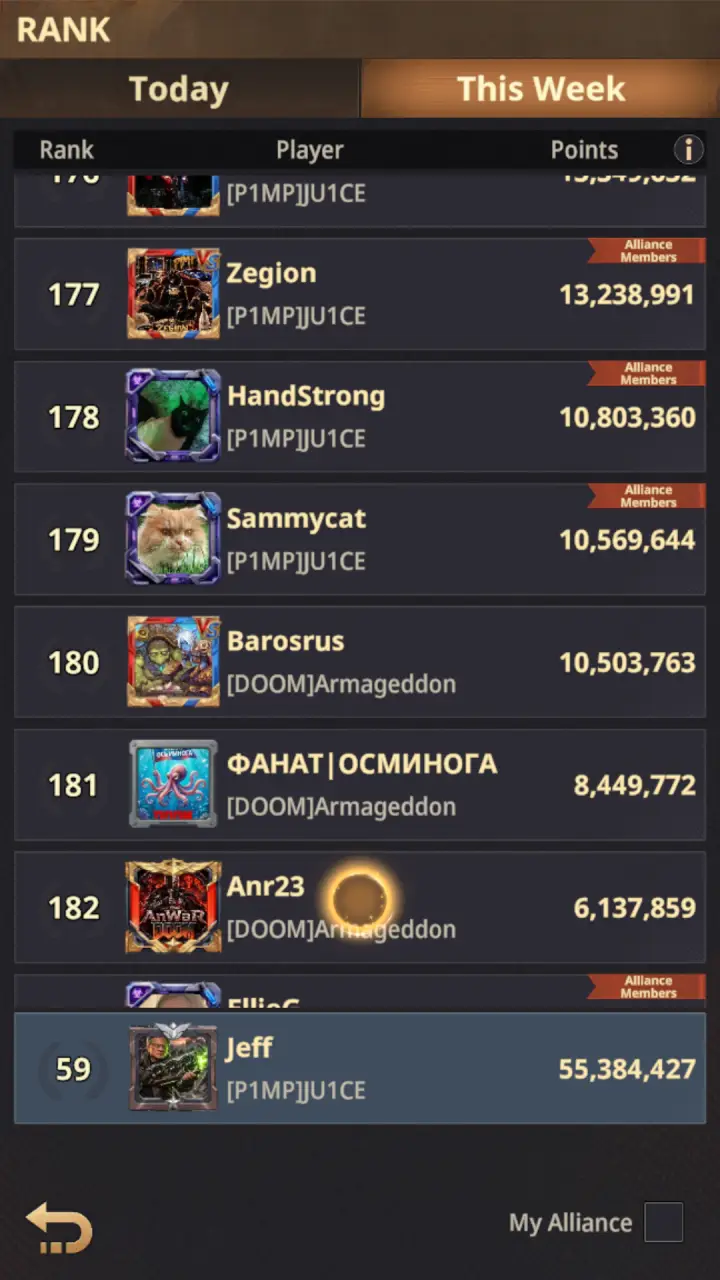 RANK
Today
This Week
Rank
Player
Points
[P1MP]JU1CE
177
Zegion
[P1MP]JU1CE
Alliance
Members
13,238,991
178
HandStrong
[P1MP]JU1CE
Alliance
Members
10,803,360
179
Sammycat
[P1MP]JU1CE
Alliance
Members
10,569,644
180
Barosrus
[DOOM]Armageddon
10,503,763
181
ФАНАТ|ОСМИНОГА
[DOOM]Armageddon
8,449,772
182
AnWaR
DOOM
Anr23
[DOOM]Armageddon
6,137,859
EllieG
Alliance
Members
59
Jeff
[P1MP]JU1CE
55,384,427
My Alliance